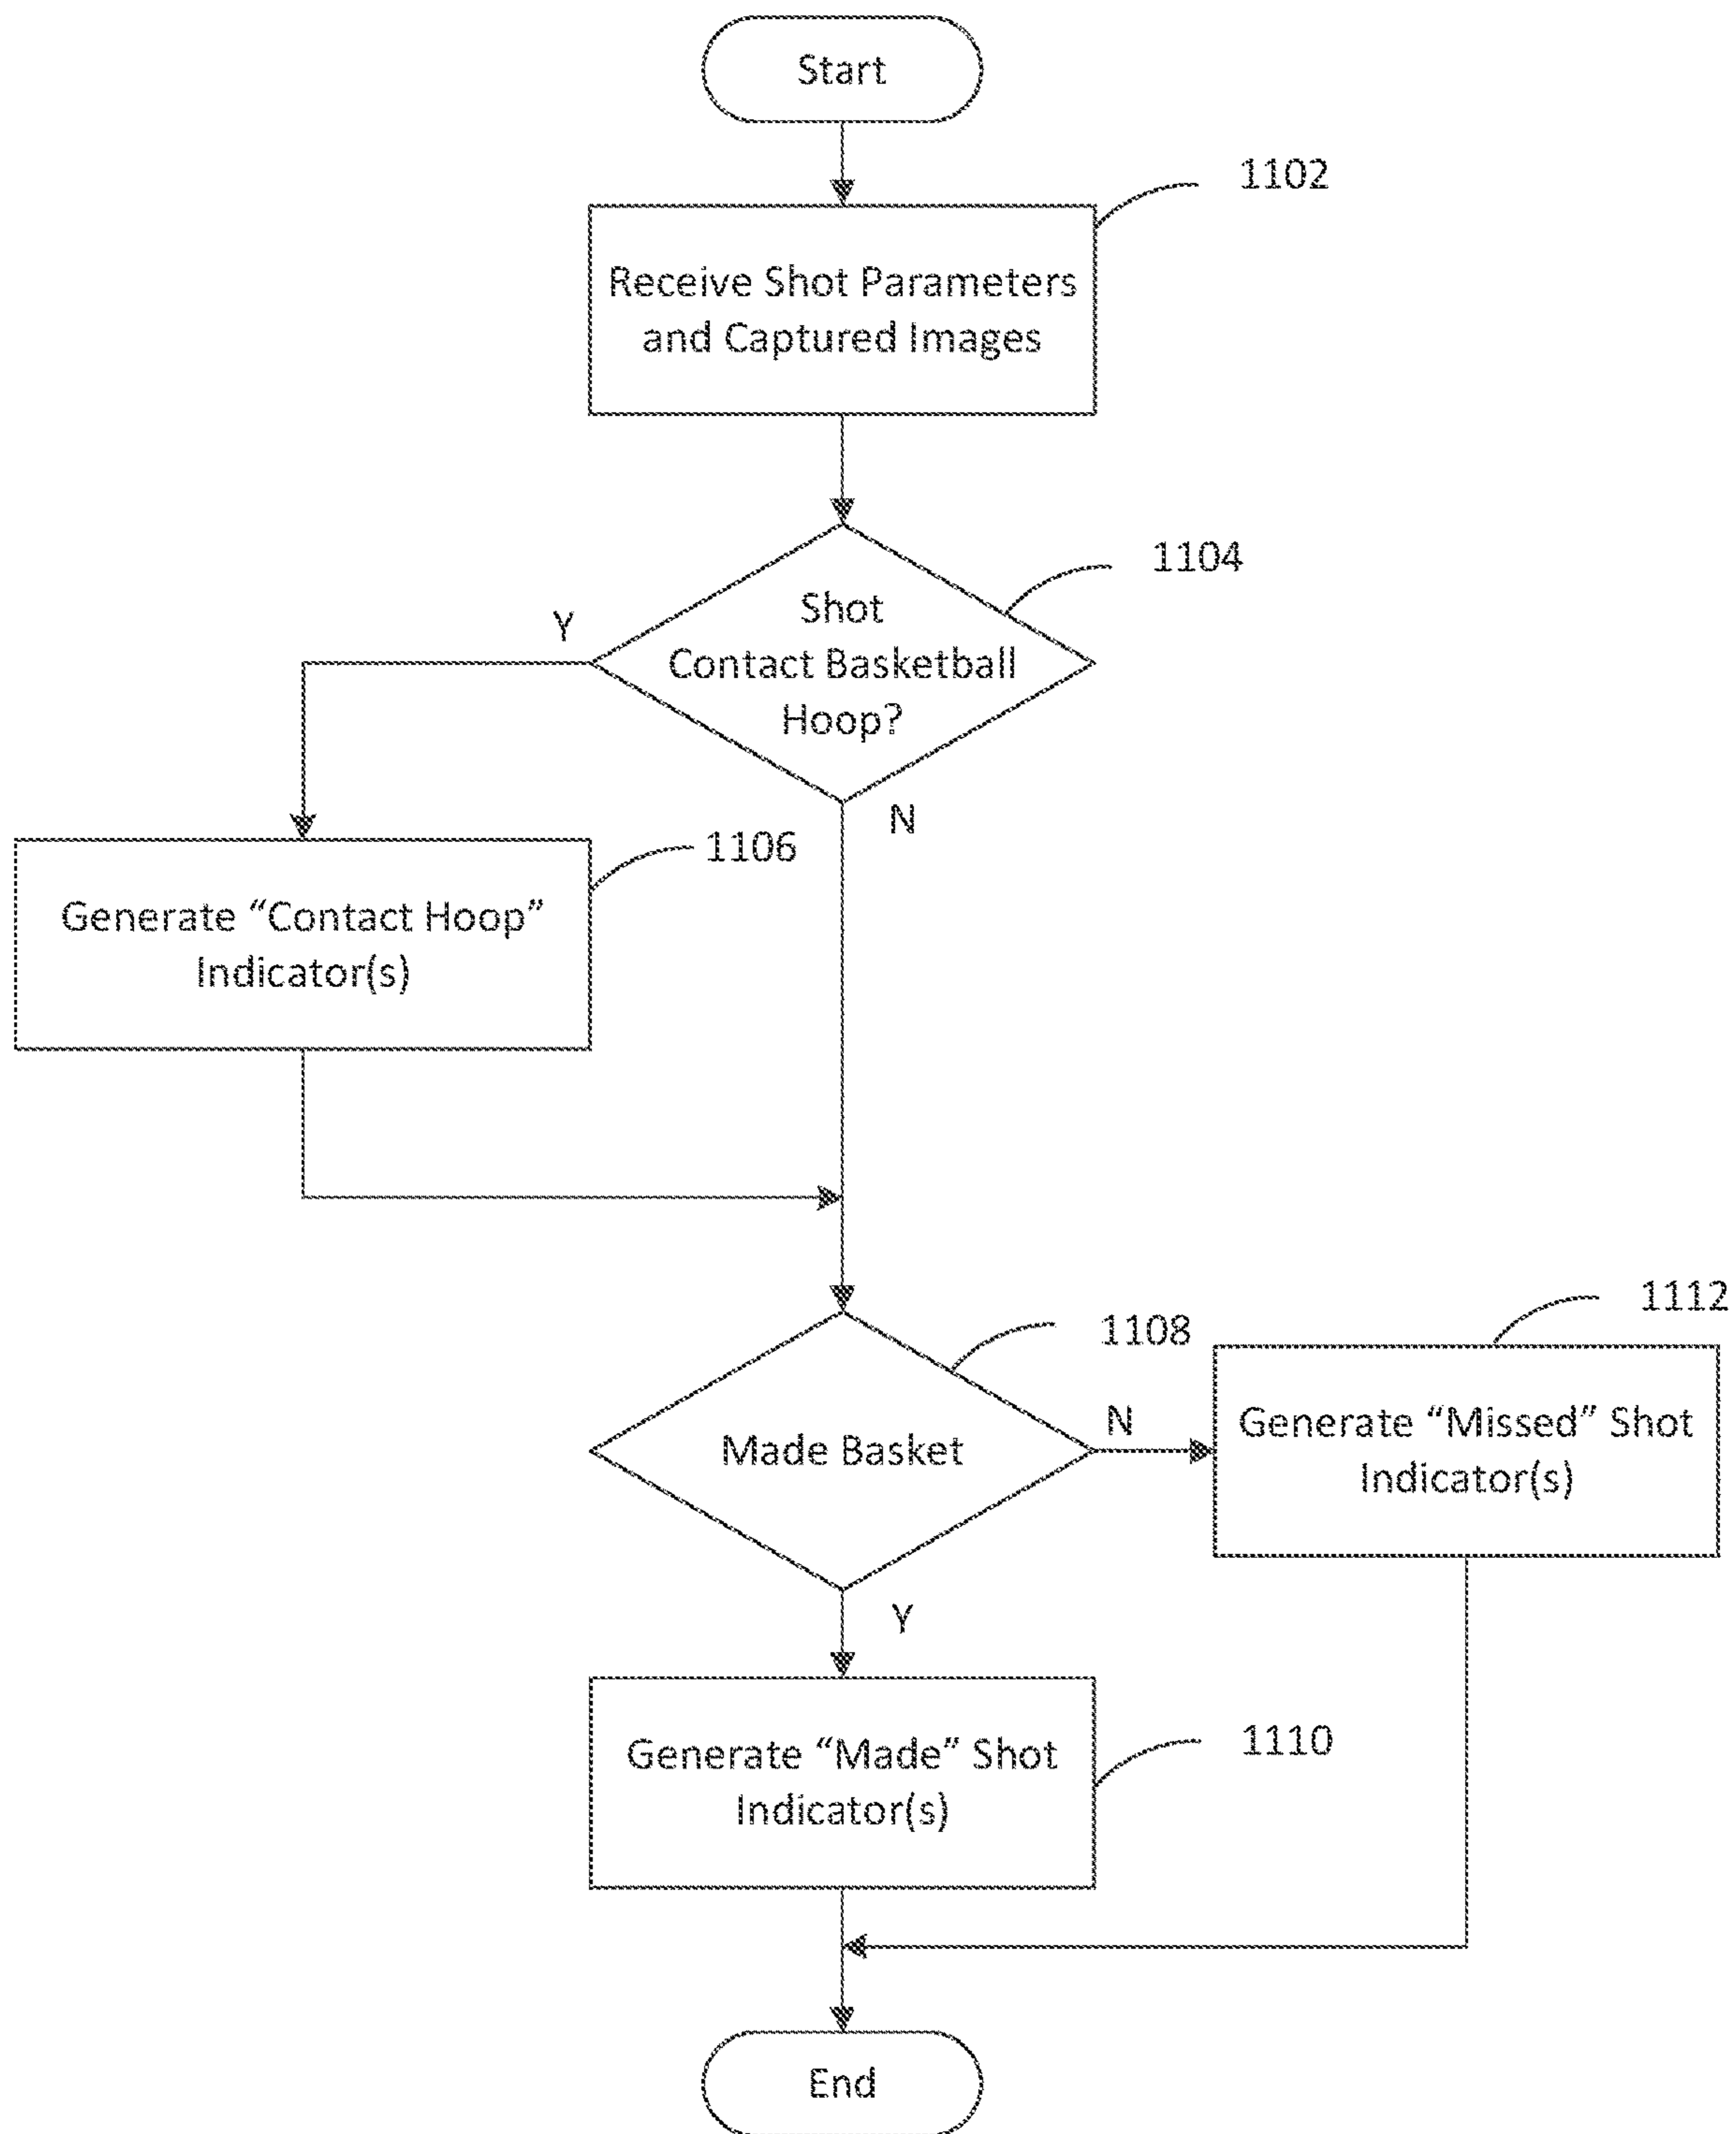 Start
1102
Receive Shot Parameters
and Captured Images
1104
Shot
Contact Basketball
Hoop?
Y
N
1106
Generate “Contact Hoop”
Indicator(s)
1108
Made Basket
N
1112
Generate “Missed” Shot
Indicator(s)
Y
Generate “Made” Shot
Indicator(s)
1110
End